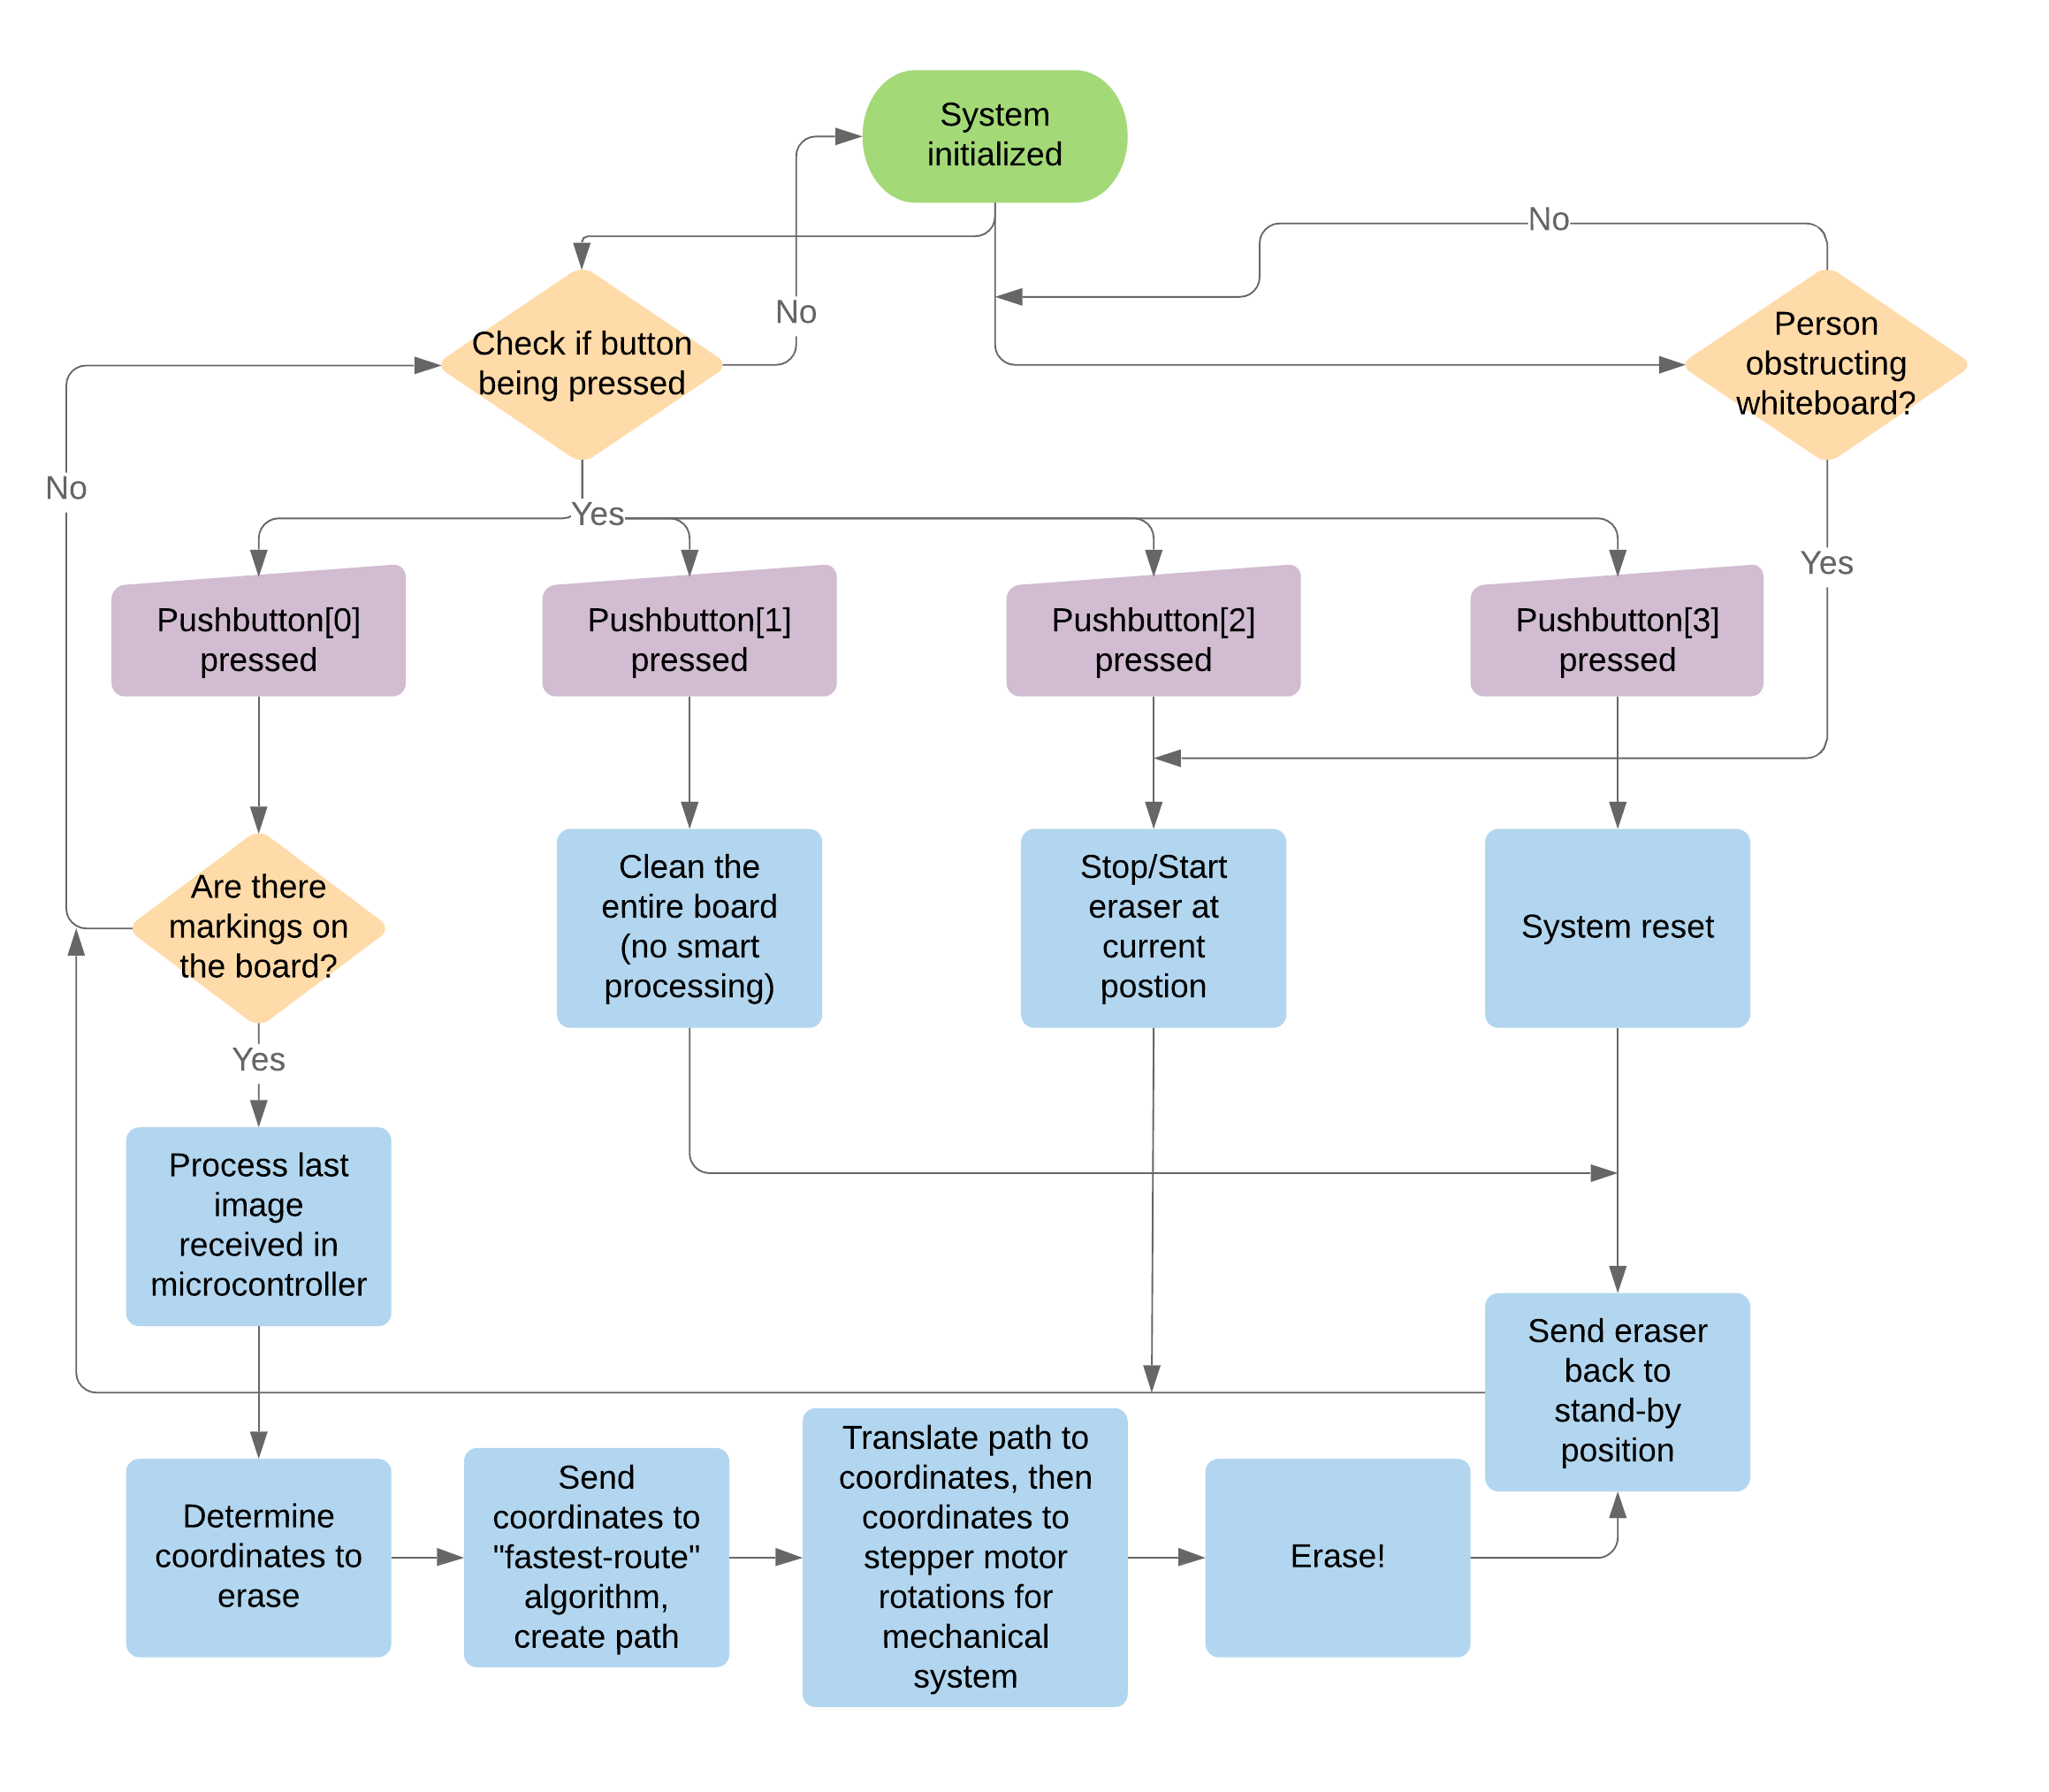 System
initialized
No
No
Check if button
being pressed
Person
obstructing
whiteboard?
No
Yes
Yes
Pushbutton[0]
pressed
Pushbutton[1]
pressed
Pushbutton[2]
pressed
Pushbutton[3]
pressed
Are there
markings on
the board?
Clean the
entire board
(no smart
processing)
Stop/Start
eraser at
current
postion
System reset
Yes
Process last
image
received in
microcontroller
Send eraser
back to
stand-by
position
Determine
coordinates to
erase
Send
coordinates to
"fastest-route"
algorithm,
create path
Translate path to
coordinates, then
coordinates to
stepper motor
rotations for
mechanical
system
Erase!